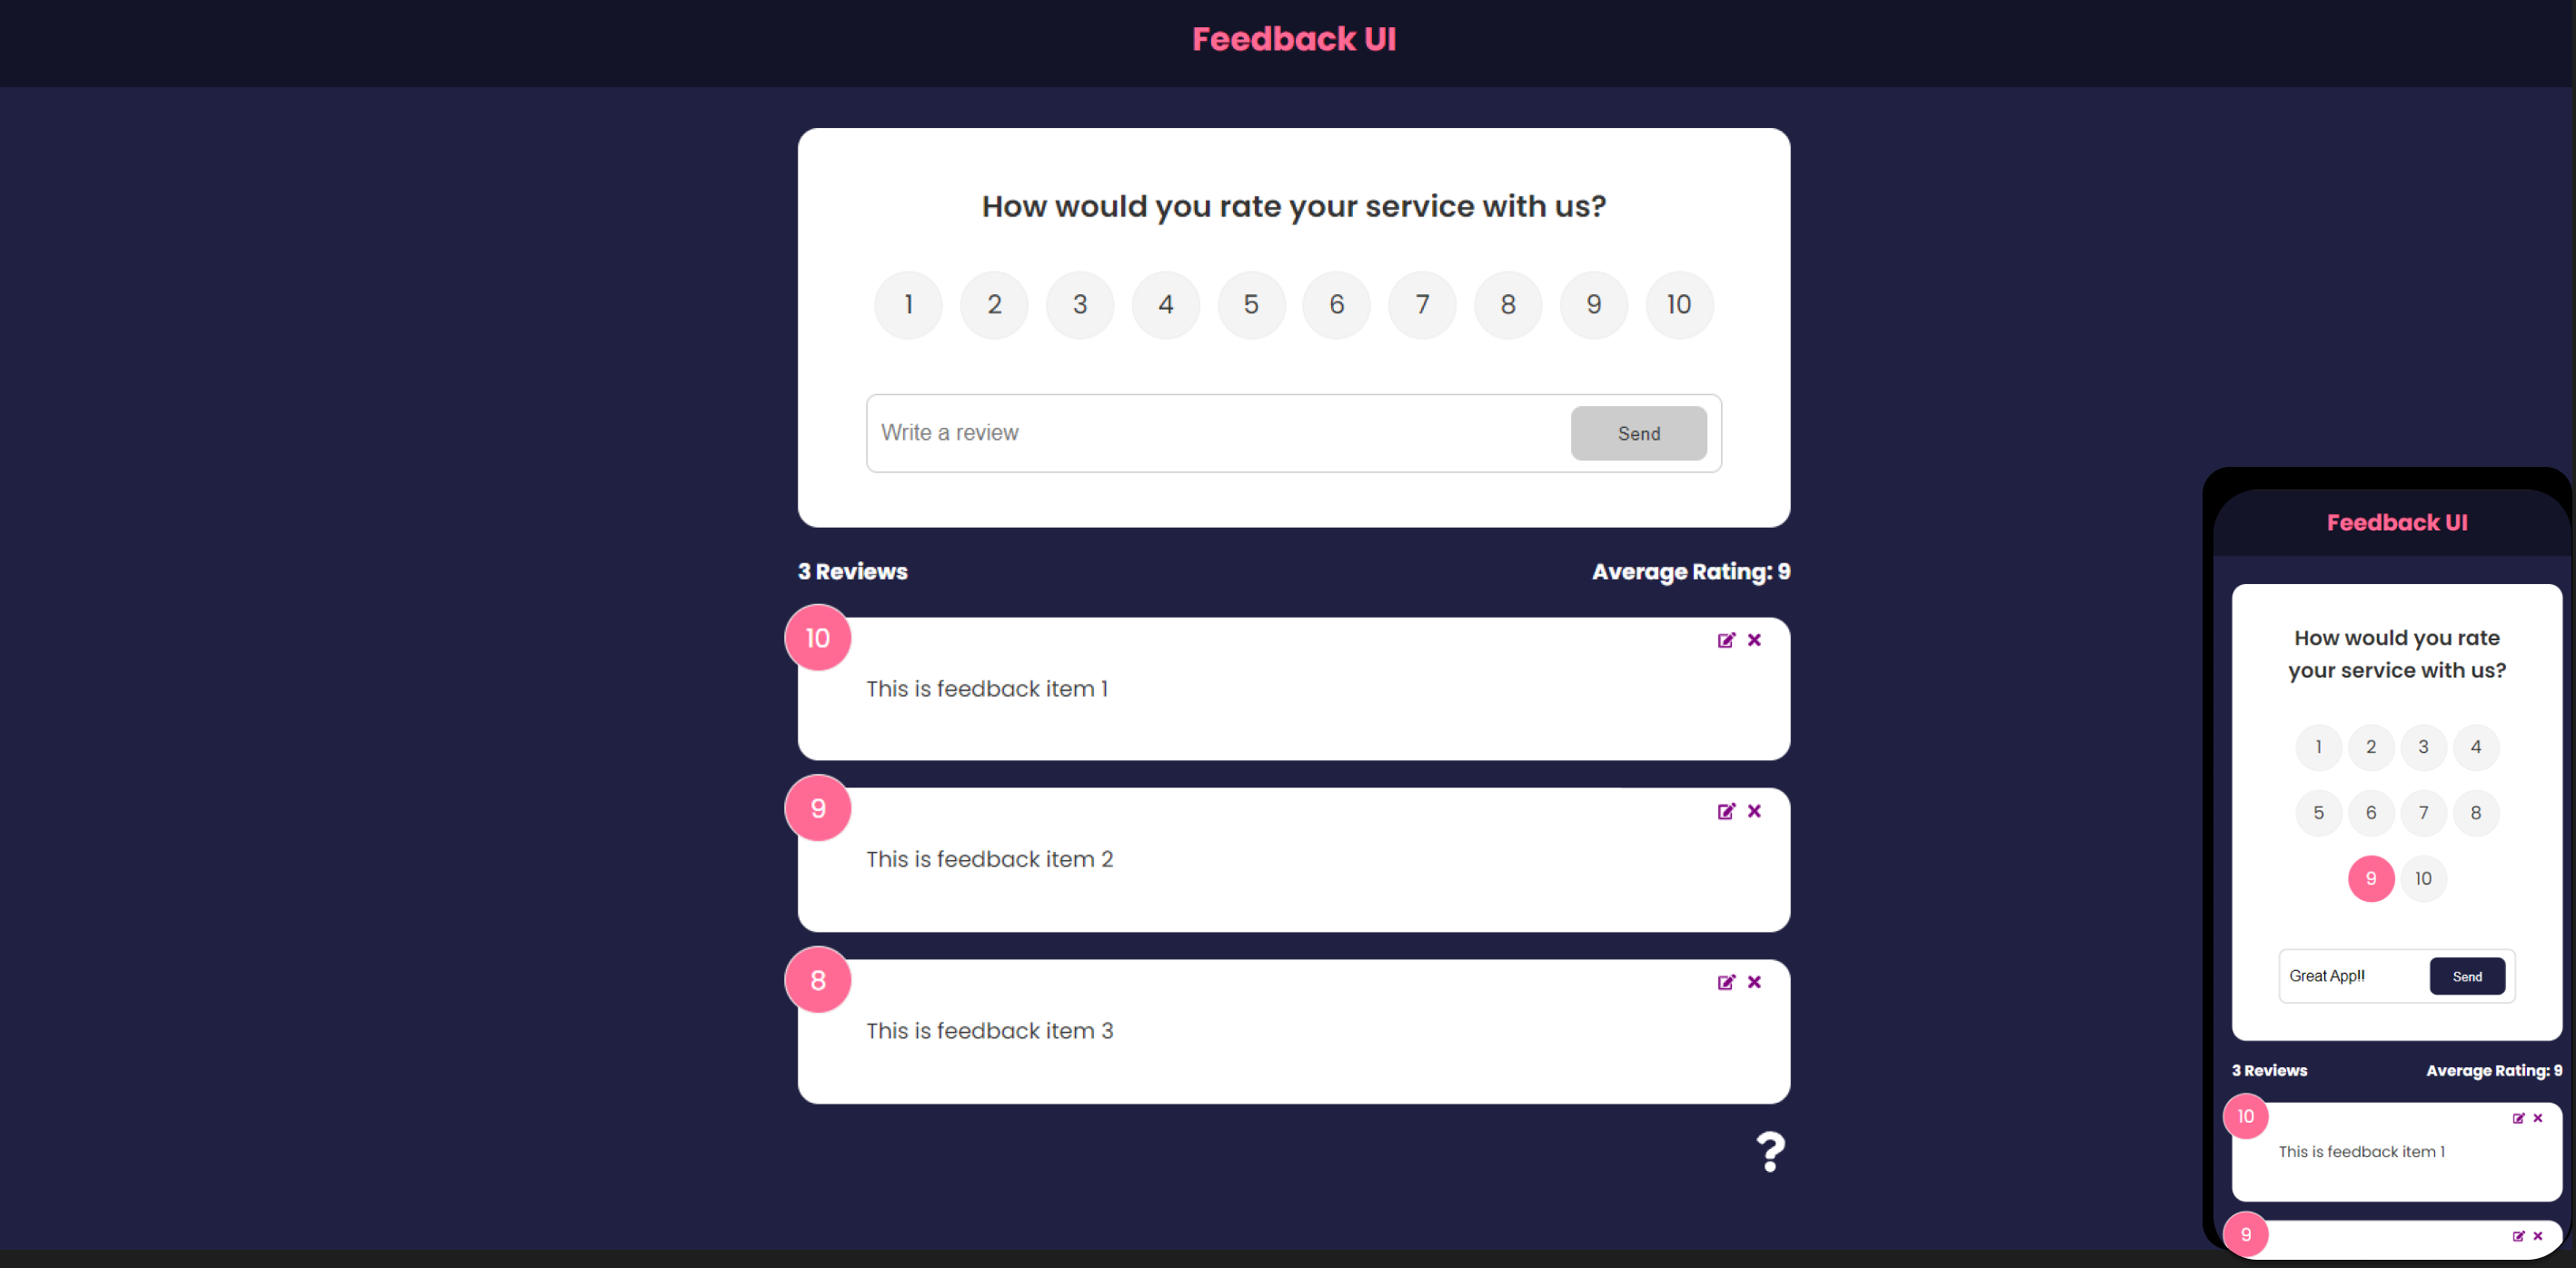 Feedback UI
How would you rate your service with us?
1 2 3 4 5 6 7 8 9 10
Write a review Send
3 Reviews Average Rating: 9
10
This is feedback item 1
9
This is feedback item 2
8
This is feedback item 3
?
Feedback UI
How would you rate
your service with us?
1 2 3 4
5 6 7 8
9 10
Great App!! Send
3 Reviews Average Rating: 9
10
This is feedback item 1
9